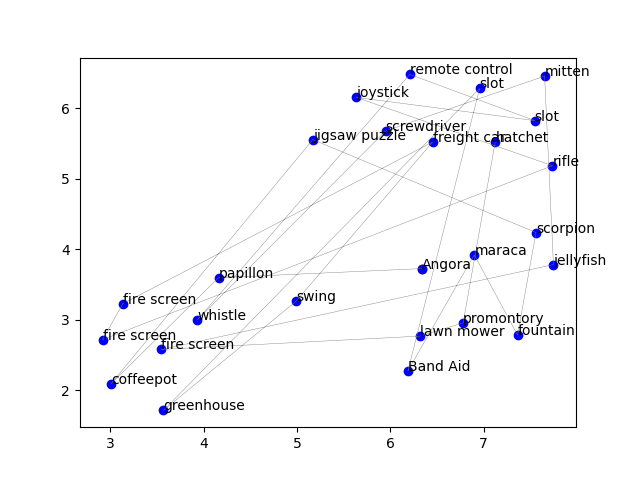 remote control
mitten
slot
joystick
slot
screwdriver
jigsaw puzzle
freight car
hatchet
rifle
scorpion
maraca
jellyfish
Angora
papillon
swing
fire screen
whistle
promontory
fire screen
lawn mower
fountain
fire screen
Band Aid
coffeepot
greenhouse
6
5
4
3
2
3
4
5
6
7